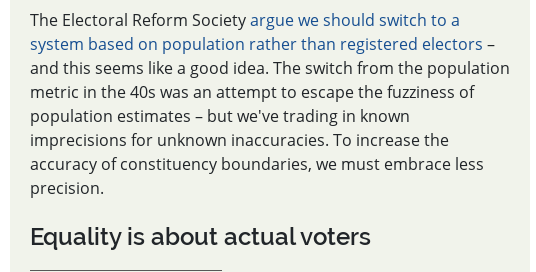 The Electoral Reform Society argue we should switch to a
system based on population rather than registered electors –
and this seems like a good idea. The switch from the population
metric in the 40s was an attempt to escape the fuzziness of
population estimates – but we've trading in known
imprecisions for unknown inaccuracies. To increase the
accuracy of constituency boundaries, we must embrace less
precision.
Equality is about actual voters